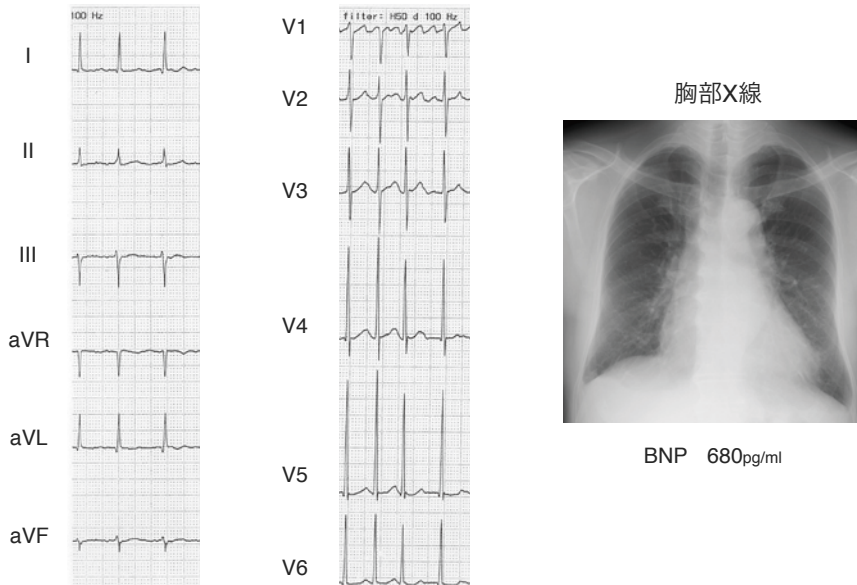 100 Hz
I
II
III
aVR
aVL
aVF
filter: H50 d 100 Hz
V1
V2
V3
V4
V5
V6
胸部X線
BNP 680pg/ml